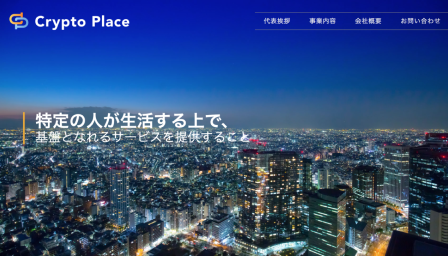 Crypto Place
代表挨拶 事業内容 会社概要 お問い合わせ
特定の人が生活する上で、
基盤となれるサービスを提供すること